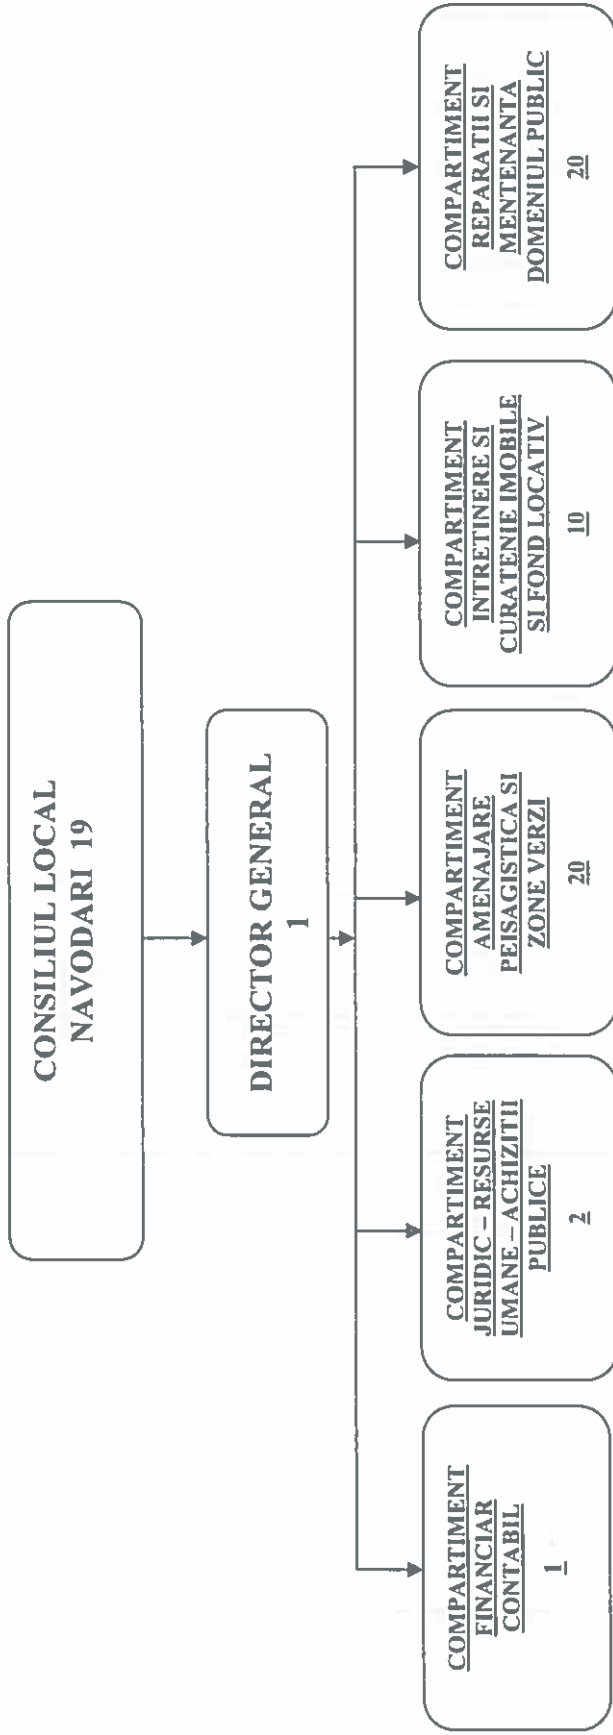 CONSILIUL LOCAL
NAVODARI 19
DIRECTOR GENERAL
1
COMPARTIMENT
FINANCIAR
CONTABIL
1
COMPARTIMENT
JURIDIC – RESURSE
UMANE – ACHIZITII
PUBLICE
2
COMPARTIMENT
AMENAJARE
PEISAGISTICA SI
ZONE VERZI
20
COMPARTIMENT
INTRETINERE SI
CURATENIE IMOBILE
SI FOND LOCATIV
10
COMPARTIMENT
REPARATII SI
MENTENANTA
DOMENIUL PUBLIC
20